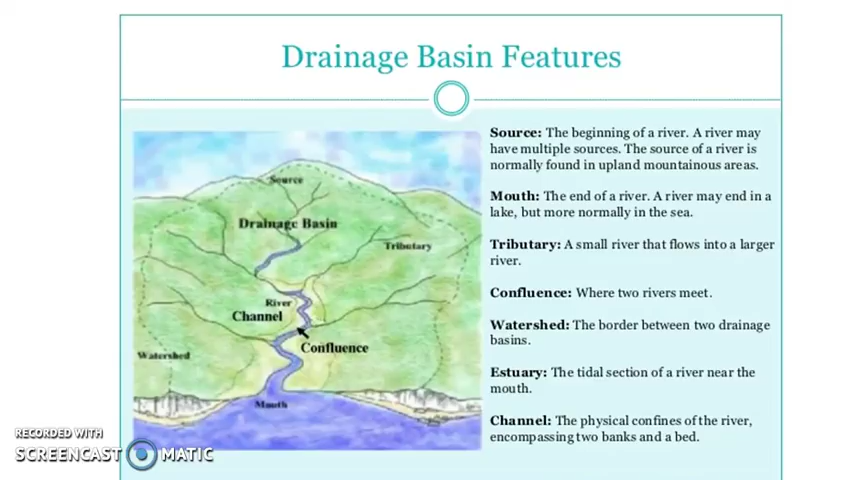 Drainage Basin Features
Source
Drainage Basin
Tributary
River
Channel
Confluence
Watershed
Mouth
Source: The beginning of a river. A river may
have multiple sources. The source of a river is
normally found in upland mountainous areas.
Mouth: The end of a river. A river may end in a
lake, but more normally in the sea.
Tributary: A small river that flows into a larger
river.
Confluence: Where two rivers meet.
Watershed: The border between two drainage
basins.
Estuary: The tidal section of a river near the
mouth.
Channel: The physical confines of the river,
encompassing two banks and a bed.
RECORDED WITH
SCREENCAST MATIC